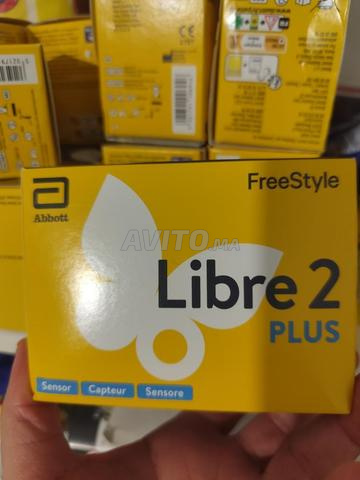 Abbott
FreeStyle
AVITO.MA
Libre 2
PLUS
Sensor
Capteur
Sensore